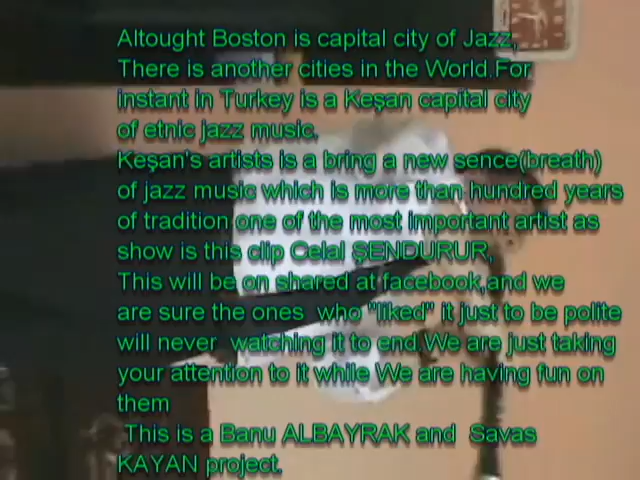 Altought Boston is capital city of Jazz,
There is another cities in the World.For
instant in Turkey is a Keşan capital city
of etnic jazz music.
Keşan's artists is a bring a new sence(breath)
of jazz music which is more than hundred years
of tradition one of the most important artist as
show is this clip Celal ŞENDURUR,
This will be on shared at facebook,and we
are sure the ones who "liked" it just to be polite
will never watching it to end.We are just taking
your attention to it while We are having fun on
them
This is a Banu ALBAYRAK and Savas
KAYAN project.